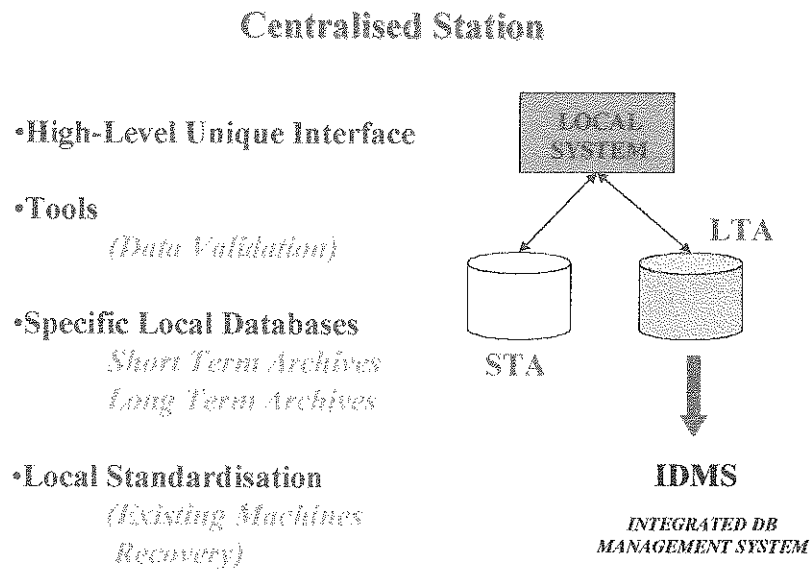 Centralised Station
•High-Level Unique Interface
•Tools
(Data Validation)
•Specific Local Databases
Short Term Archives
Long Term Archives
•Local Standardisation
(Existing Machines
Recovery)
LOCAL
SYSTEM
LTA
STA
IDMS
INTEGRATED DB
MANAGEMENT SYSTEM